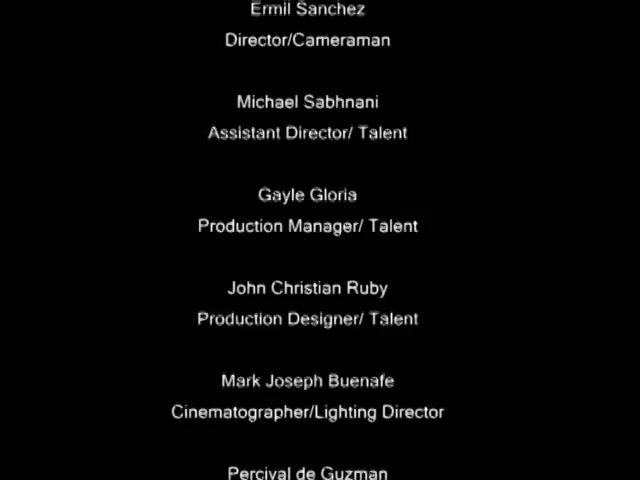 Ermil Sanchez
Director/Cameraman
Michael Sabhnani
Assistant Director/ Talent
Gayle Gloria
Production Manager/ Talent
John Christian Ruby
Production Designer/ Talent
Mark Joseph Buenafe
Cinematographer/Lighting Director
Percival de Guzman